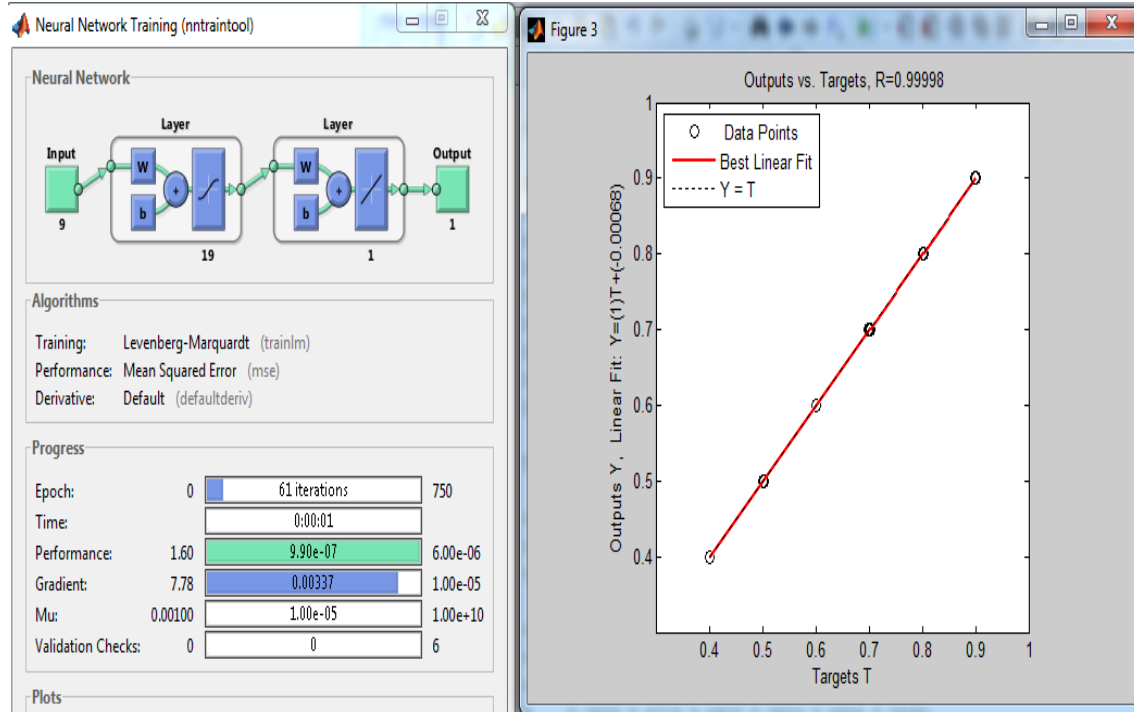 Neural Network Training (nntraintool)
Neural Network
Layer
Layer
Input
W
b
+
W
b
+
Output
9
19
1
1
Algorithms
Training: Levenberg-Marquardt (trainlm)
Performance: Mean Squared Error (mse)
Derivative: Default (defaultderiv)
Progress
Epoch: 0 61 iterations 750
Time: 0:00:01
Performance: 1.60 9.90e-07 6.00e-06
Gradient: 7.78 0.00337 1.00e-05
Mu: 0.00100 1.00e-05 1.00e+10
Validation Checks: 0 0 6
Plots
Figure 3
Outputs vs. Targets, R=0.99998
Data Points
Best Linear Fit
Y = T
Outputs Y, Linear Fit: Y=(1)T+(-0.00068)
1
0.9
0.8
0.7
0.6
0.5
0.4
0.4 0.5 0.6 0.7 0.8 0.9 1
Targets T